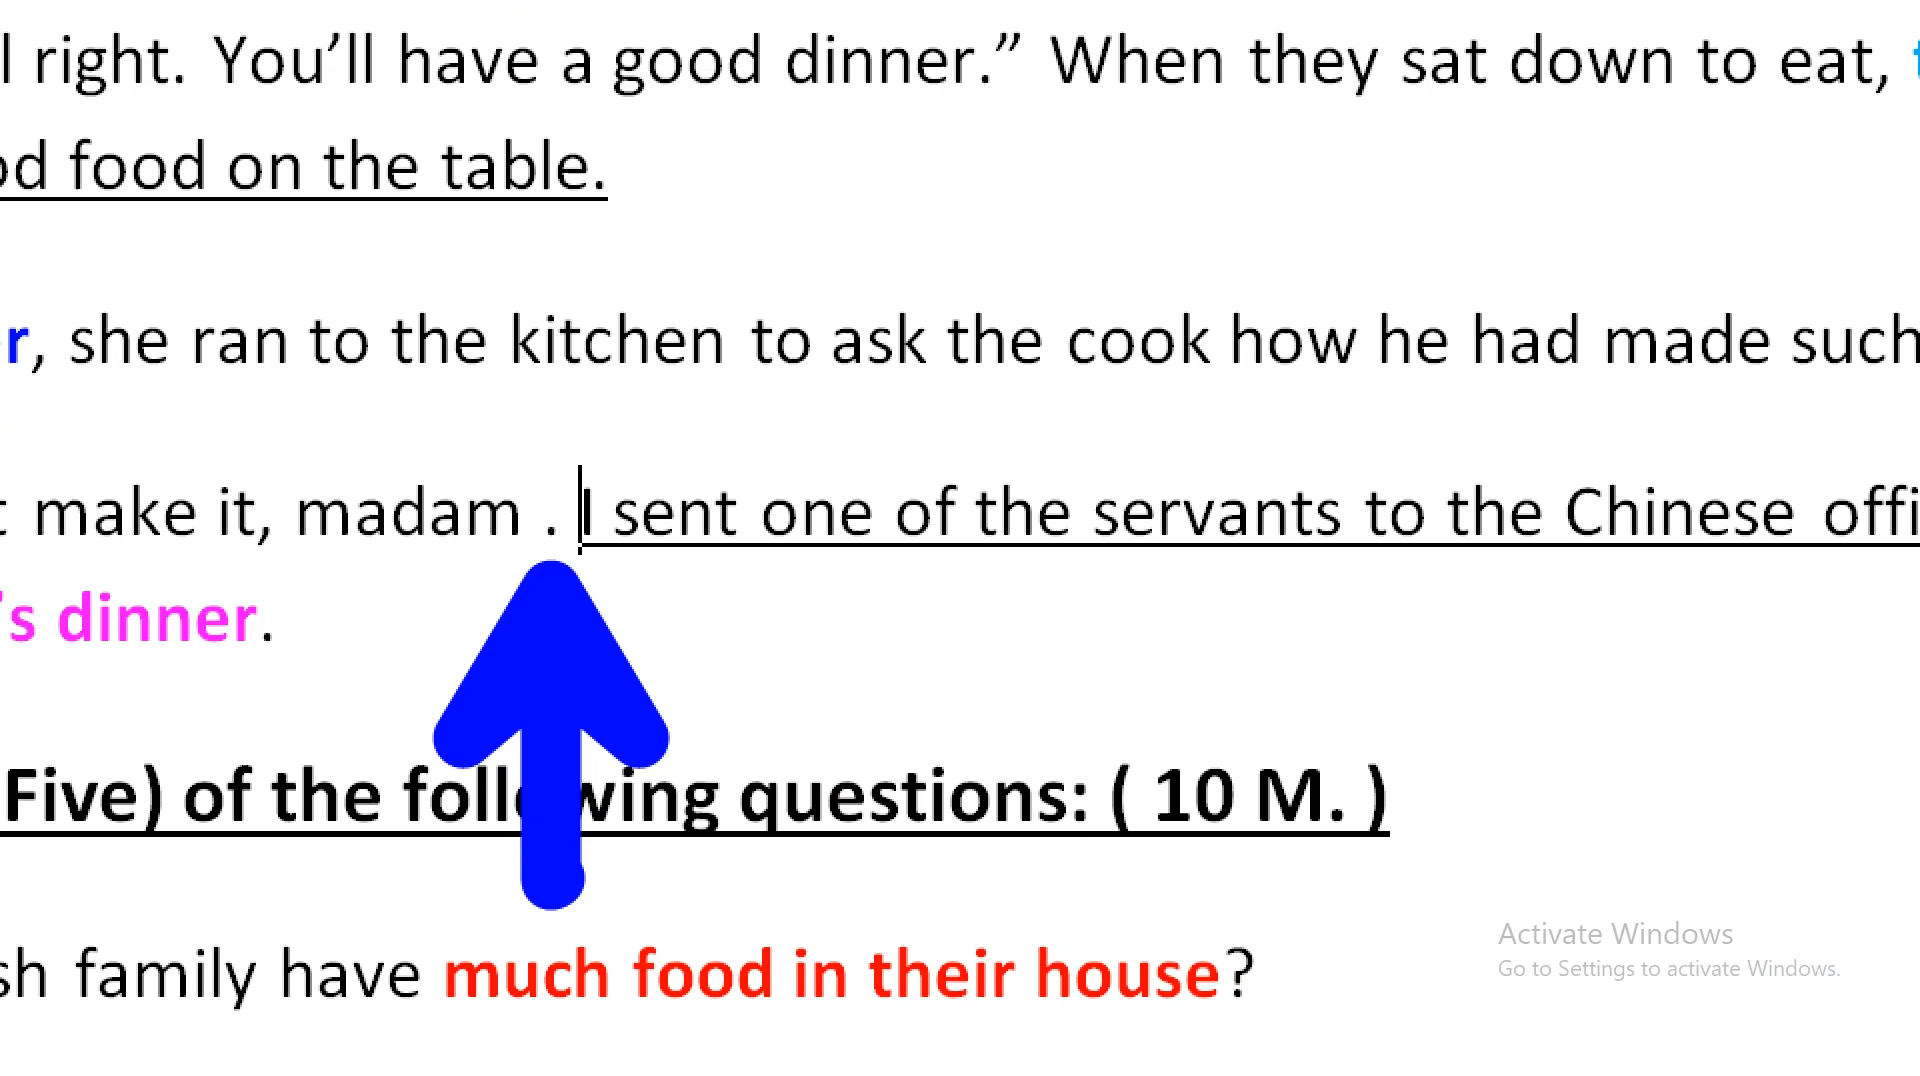 l right. You’ll have a good dinner.” When they sat down to eat,
od food on the table.
r, she ran to the kitchen to ask the cook how he had made such
t make it, madam . I sent one of the servants to the Chinese offi
’s dinner.
Five) of the following questions: ( 10 M. )
sh family have much food in their house?
Activate Windows
Go to Settings to activate Windows.